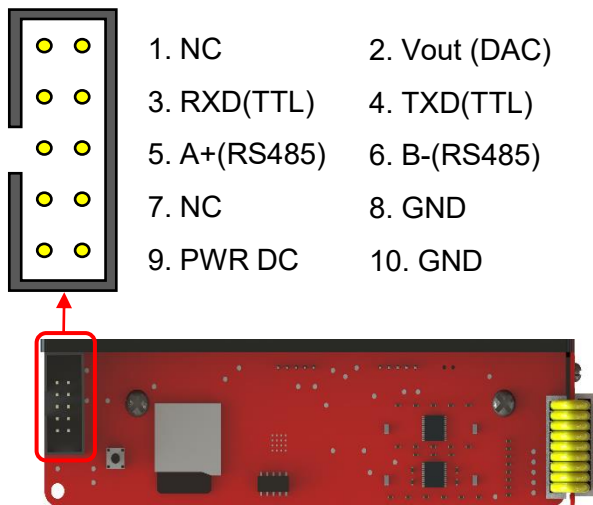 1. NC 2. Vout (DAC)
3. RXD(TTL) 4. TXD(TTL)
5. A+(RS485) 6. B-(RS485)
7. NC 8. GND
9. PWR DC 10. GND